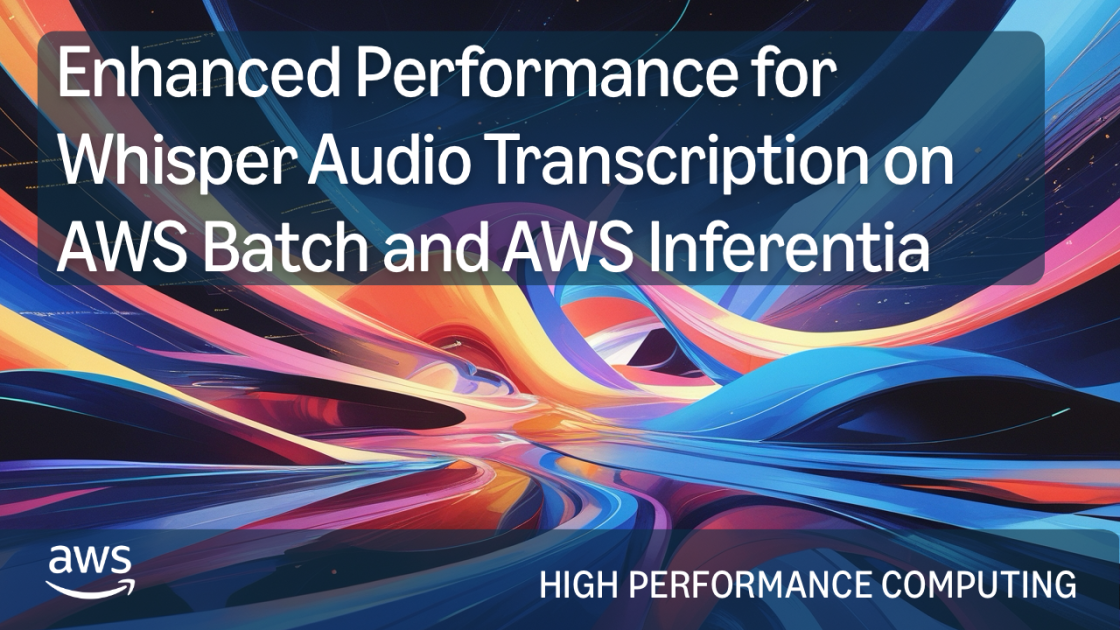 Enhanced Performance for
Whisper Audio Transcription on
AWS Batch and AWS Inferentia
aws
HIGH PERFORMANCE COMPUTING